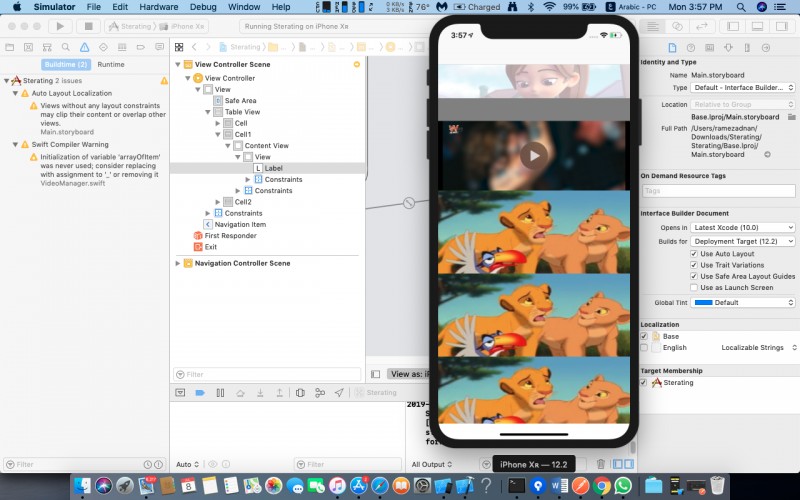 Simulator File Edit Hardware Debug Window Help
0 KB/s
3 KB/s
76° Charged 99% Arabic - PC Mon 3:57 PM
Sterating iPhone Xʀ
Running Sterating on iPhone Xʀ
Sterating
Buildtime (2) Runtime
Sterating 2 issues
Auto Layout Localization
Views without any layout constraints
may clip their content or overlap other
views.
Main.storyboard
Swift Compiler Warning
Initialization of variable 'arrayOfItem'
was never used; consider replacing
with assignment to '_' or removing it
VideoManager.swift
Filter
View Controller Scene
View Controller
View
Safe Area
Table View
Cell
Cell1
Content View
View
L Label
Constraints
Constraints
Cell2
Constraints
Navigation Item
First Responder
Exit
Navigation Controller Scene
Filter
View as: iP
Sterating
2019-
S
[
st
for
Auto
Filter
All Output
3:57
iPhone Xʀ — 12.2
Identity and Type
Name Main.storyboard
Type Default - Interface Builder...
Location Relative to Group
Base.lproj/Main.storyboard
Full Path /Users/ramezadnan/
Downloads/Sterating/
Sterating/Base.lproj/
Main.storyboard
On Demand Resource Tags
Tags
Interface Builder Document
Opens in Latest Xcode (10.0)
Builds for Deployment Target (12.2)
Use Auto Layout
Use Trait Variations
Use Safe Area Layout Guides
Use as Launch Screen
Global Tint Default
Localization
Base
English Localizable Strings
Target Membership
Sterating